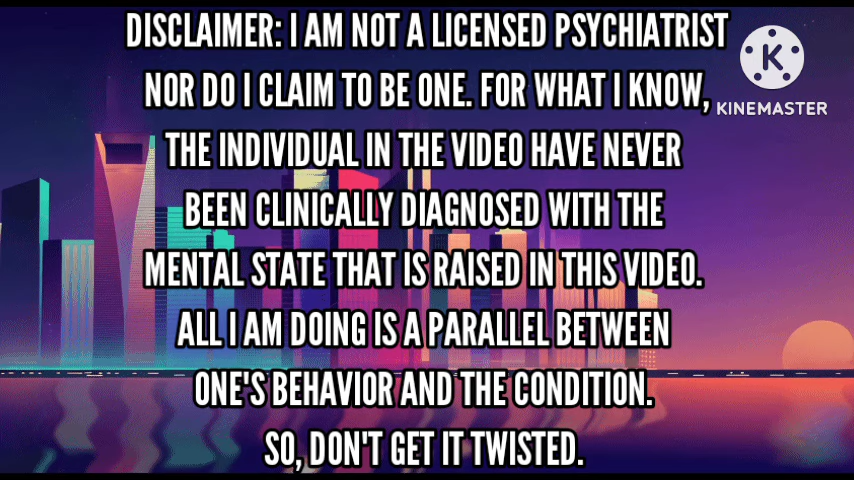 DISCLAIMER: I AM NOT A LICENSED PSYCHIATRIST
NOR DO I CLAIM TO BE ONE. FOR WHAT I KNOW,
THE INDIVIDUAL IN THE VIDEO HAVE NEVER
BEEN CLINICALLY DIAGNOSED WITH THE
MENTAL STATE THAT IS RAISED IN THIS VIDEO.
ALL I AM DOING IS A PARALLEL BETWEEN
ONE'S BEHAVIOR AND THE CONDITION.
SO, DON'T GET IT TWISTED.
K
KINEMASTER